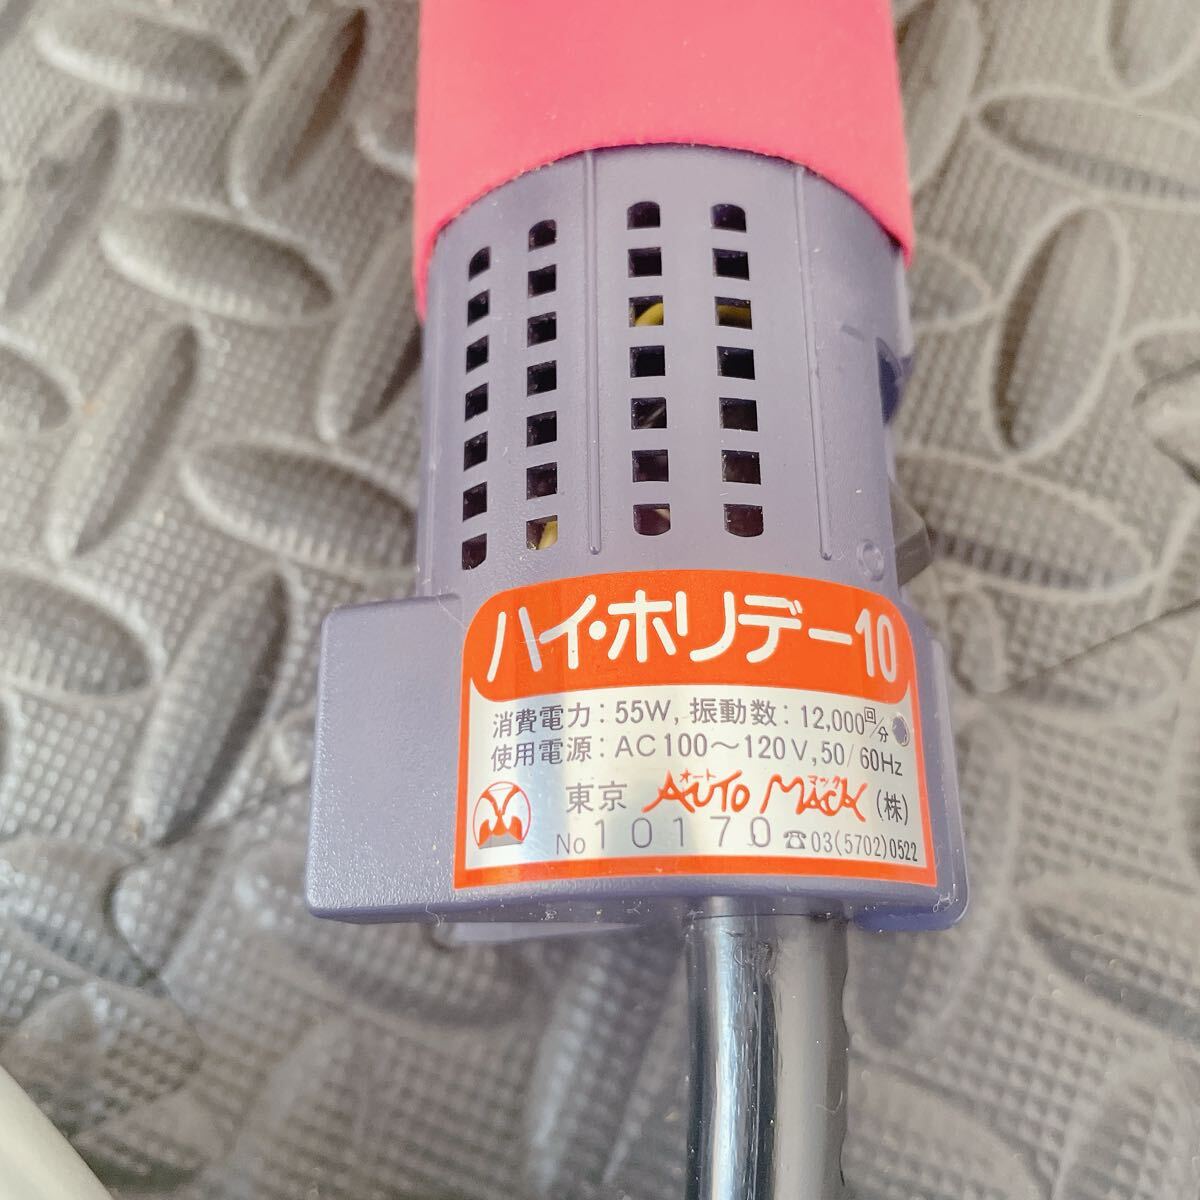 ハイ・ホリデー10
消費電力：55W, 振動数：12,000回/分
使用電源：AC100～120V, 50/60Hz
オート マック
東京 AUTO MACK (株)
No 10170 ☎03(5702)0522